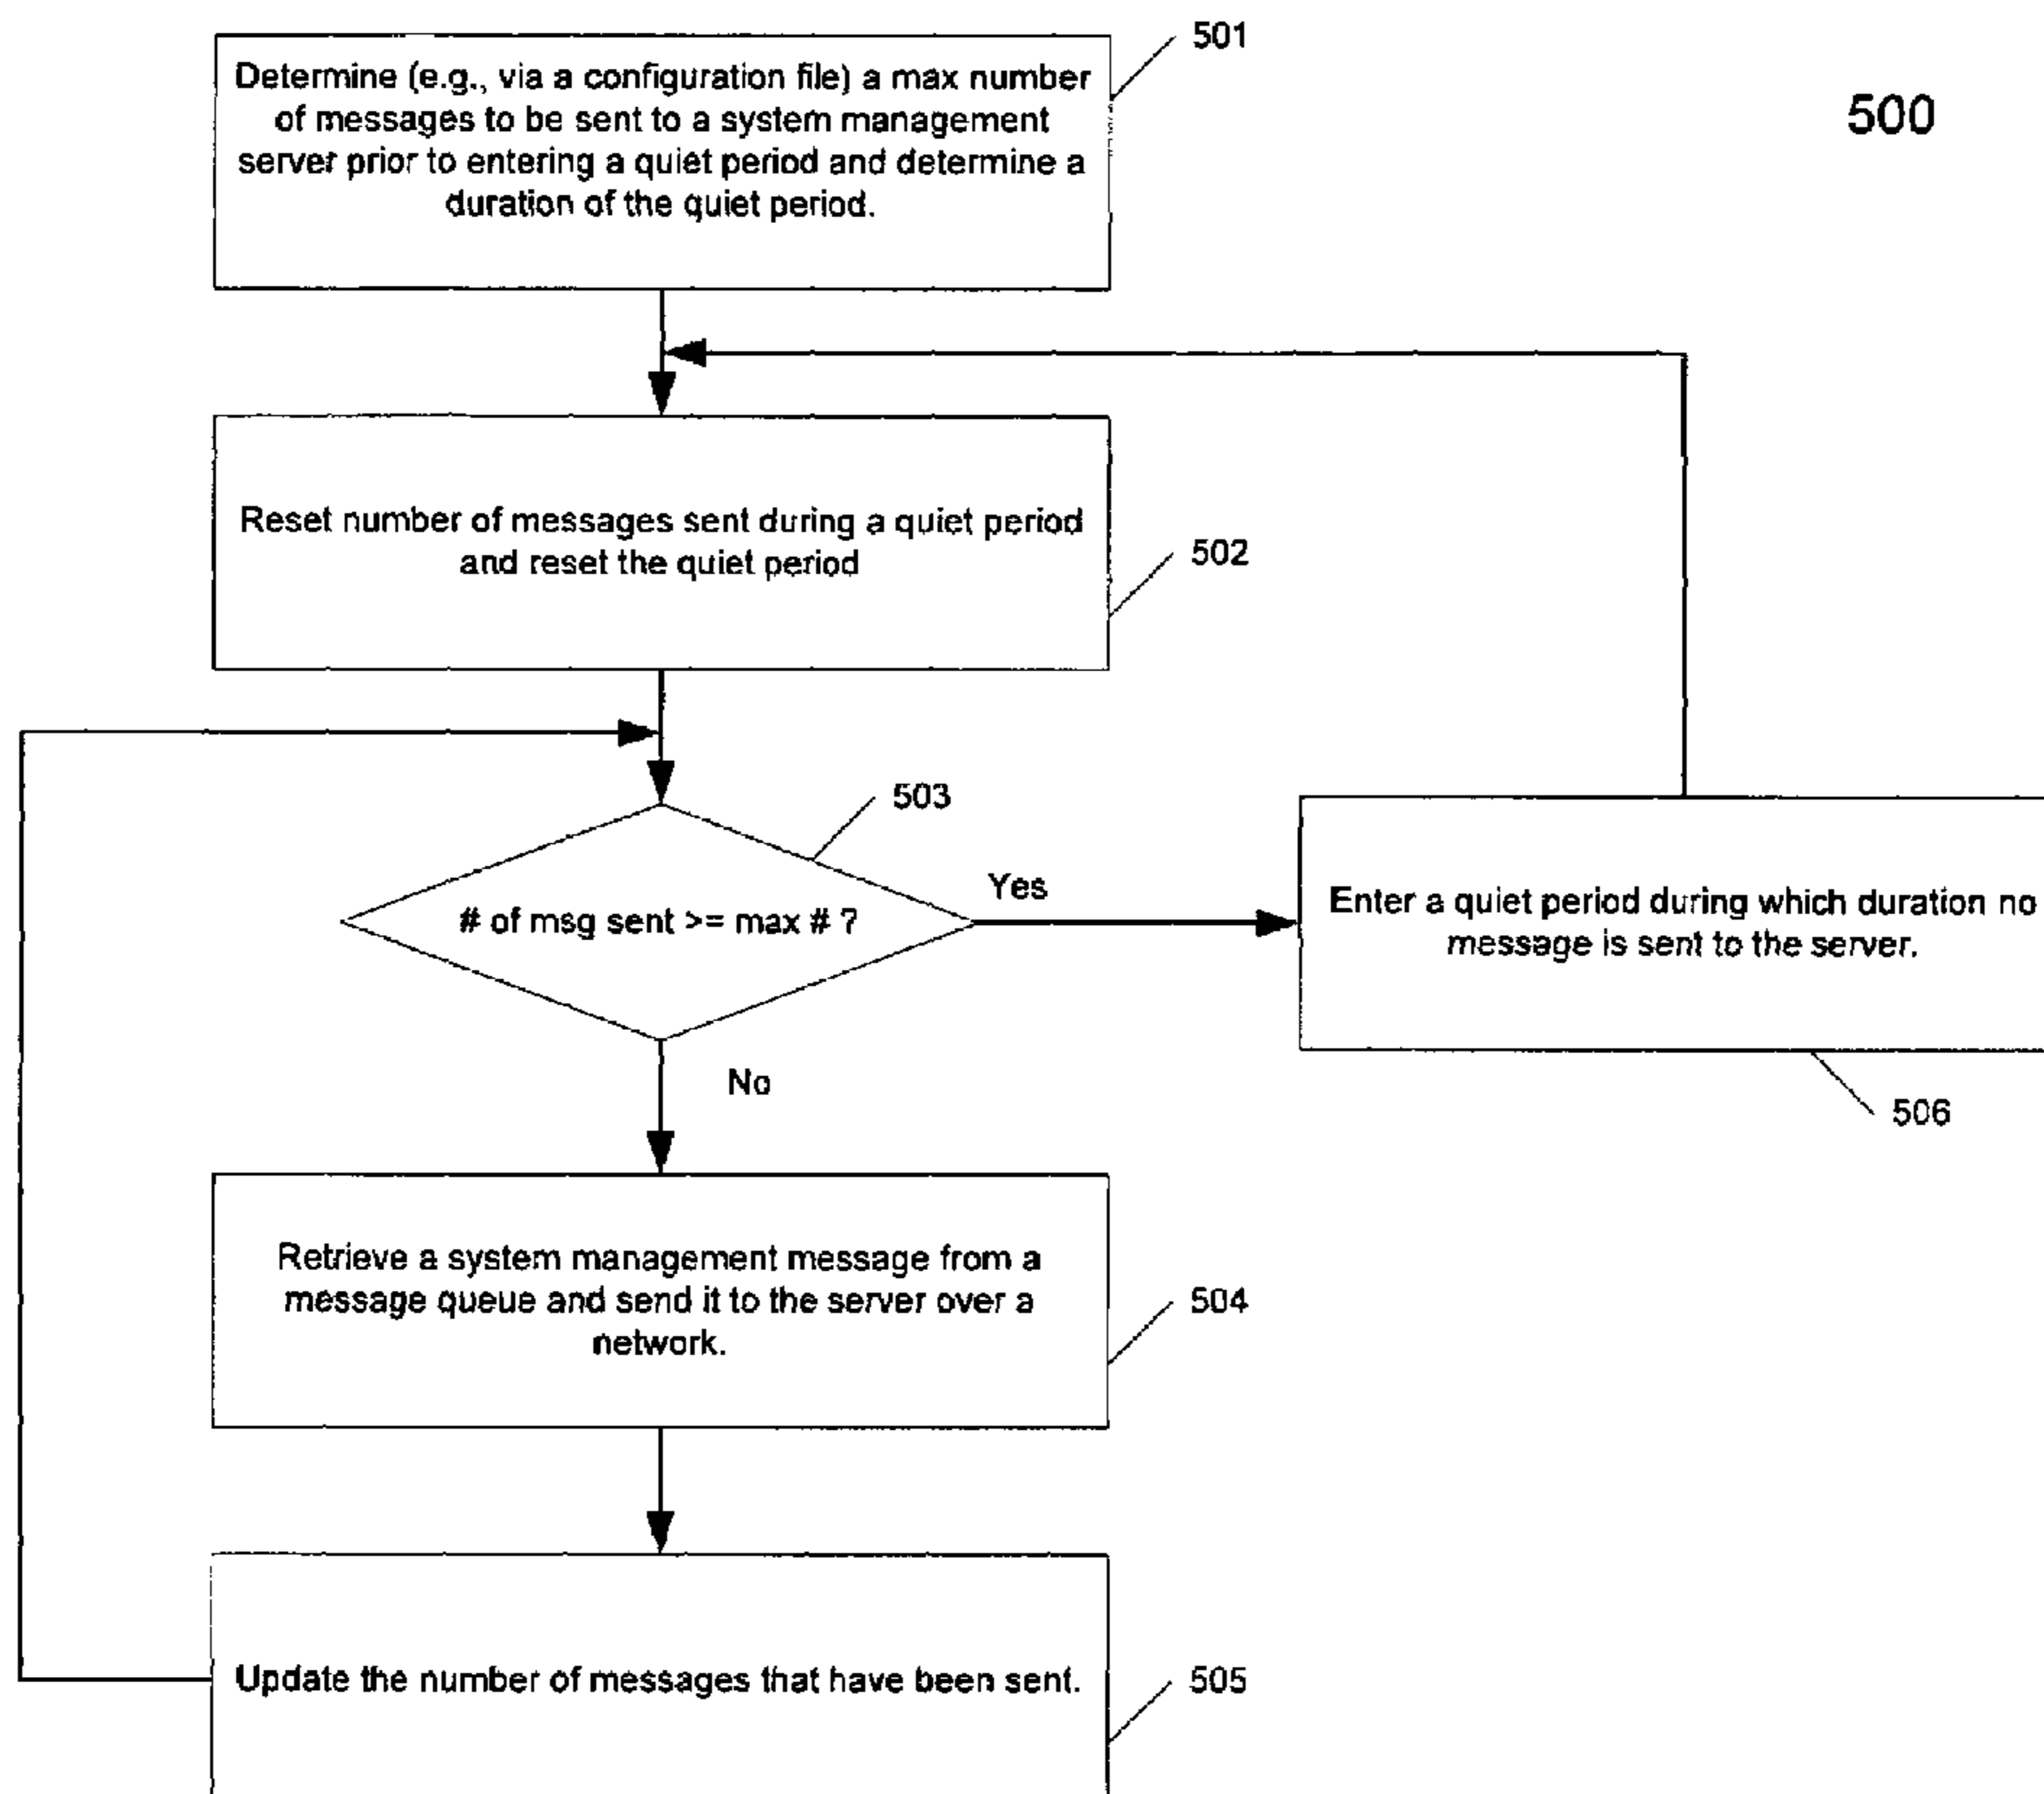 501
500
Determine (e.g., via a configuration file) a max number
of messages to be sent to a system management
server prior to entering a quiet period and determine a
duration of the quiet period.
Reset number of messages sent during a quiet period
and reset the quiet period
502
503
# of msg sent >= max # ?
Yes
Enter a quiet period during which duration no
message is sent to the server.
506
No
Retrieve a system management message from a
message queue and send it to the server over a
network.
504
Update the number of messages that have been sent.
505